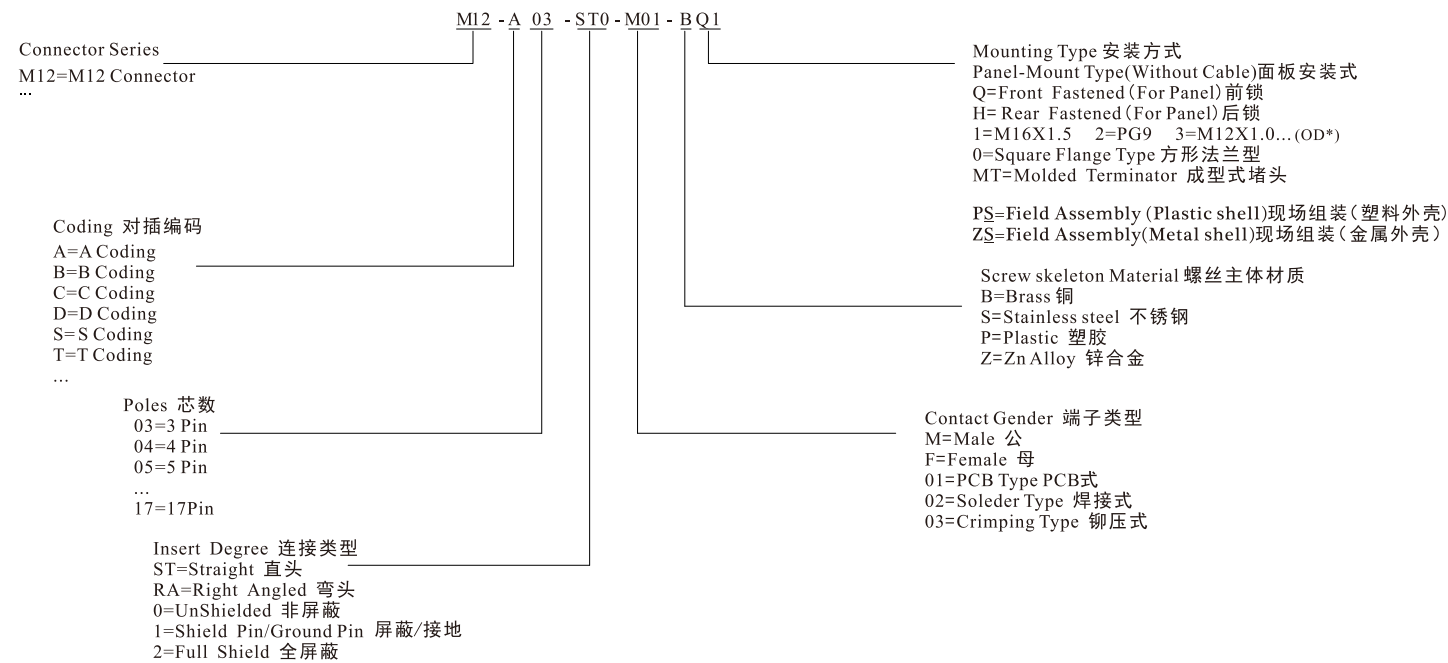 M12 - A 03 - ST0 - M01 - B Q1
Connector Series
M12=M12 Connector
...
Coding 对插编码
A=A Coding
B=B Coding
C=C Coding
D=D Coding
S=S Coding
T=T Coding
...
Poles 芯数
03=3 Pin
04=4 Pin
05=5 Pin
...
17=17Pin
Insert Degree 连接类型
ST=Straight 直头
RA=Right Angled 弯头
0=UnShielded 非屏蔽
1=Shield Pin/Ground Pin 屏蔽/接地
2=Full Shield 全屏蔽
Mounting Type 安装方式
Panel-Mount Type(Without Cable)面板安装式
Q=Front Fastened(For Panel)前锁
H=Rear Fastened(For Panel)后锁
1=M16X1.5 2=PG9 3=M12X1.0...(OD*)
0=Square Flange Type 方形法兰型
MT=Molded Terminator 成型式堵头
PS=Field Assembly (Plastic shell)现场组装(塑料外壳)
ZS=Field Assembly(Metal shell)现场组装(金属外壳)
Screw skeleton Material 螺丝主体材质
B=Brass 铜
S=Stainless steel 不锈钢
P=Plastic 塑胶
Z=Zn Alloy 锌合金
Contact Gender 端子类型
M=Male 公
F=Female 母
01=PCB Type PCB式
02=Soleder Type 焊接式
03=Crimping Type 铆压式